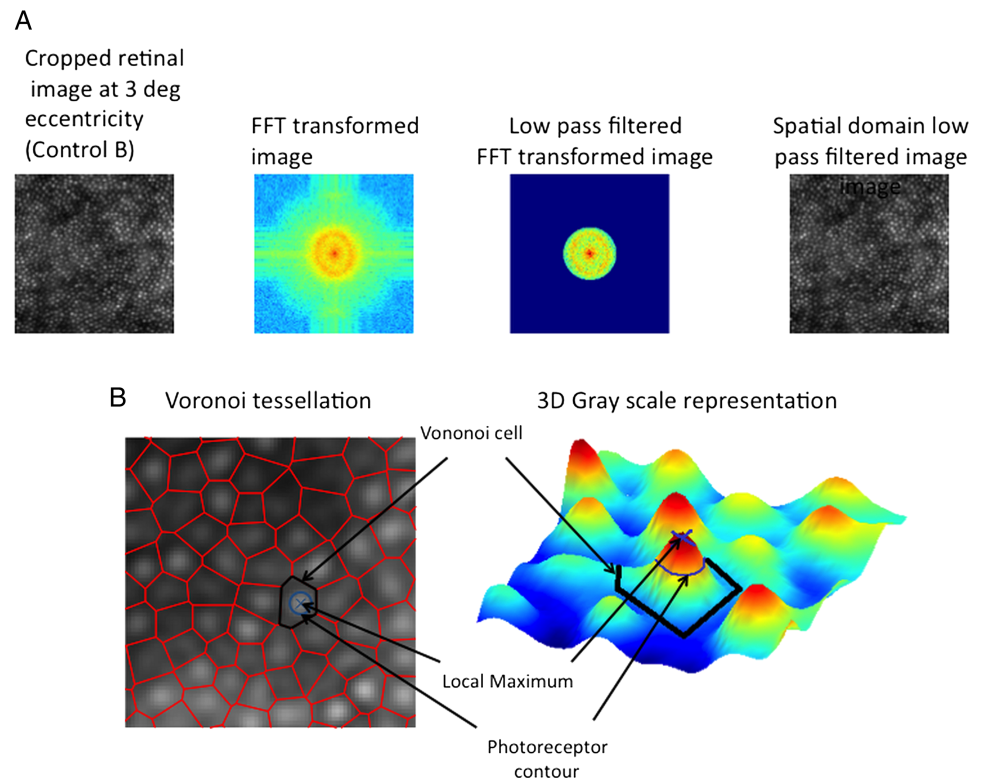 A
Cropped retinal
image at 3 deg
eccentricity
(Control B)
FFT transformed
image
Low pass filtered
FFT transformed image
Spatial domain low
pass filtered image
image
B
Voronoi tessellation
3D Gray scale representation
Vononoi cell
Local Maximum
Photoreceptor
contour